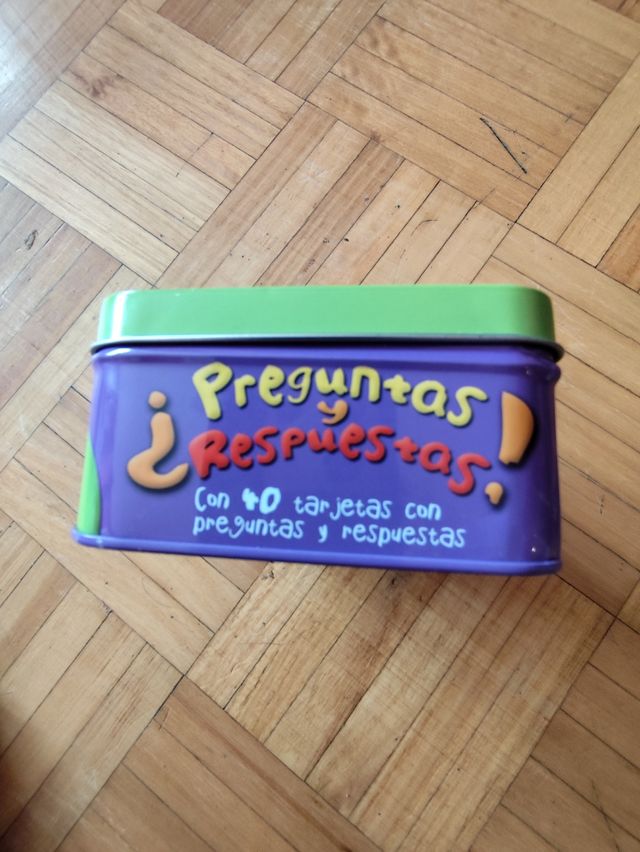 ¿Preguntas
y
Respuestas!
Con 40 tarjetas con
preguntas y respuestas